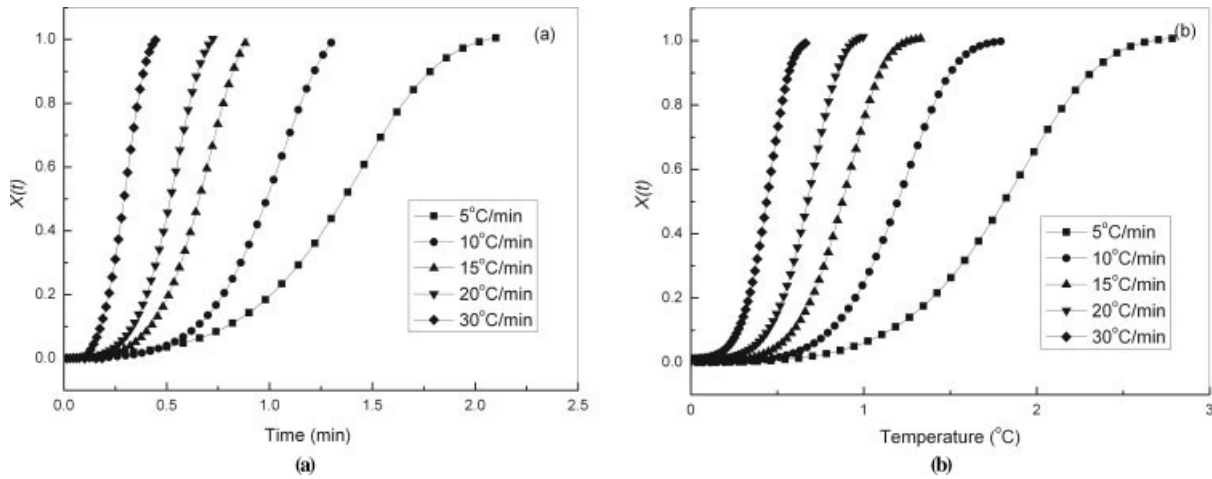 (a)
X(t)
1.0
0.8
0.6
0.4
0.2
0.0
5°C/min
10°C/min
15°C/min
20°C/min
30°C/min
0.0 0.5 1.0 1.5 2.0 2.5
Time (min)
(a)
(b)
X(t)
1.0
0.8
0.6
0.4
0.2
0.0
5°C/min
10°C/min
15°C/min
20°C/min
30°C/min
0 1 2 3
Temperature (°C)
(b)